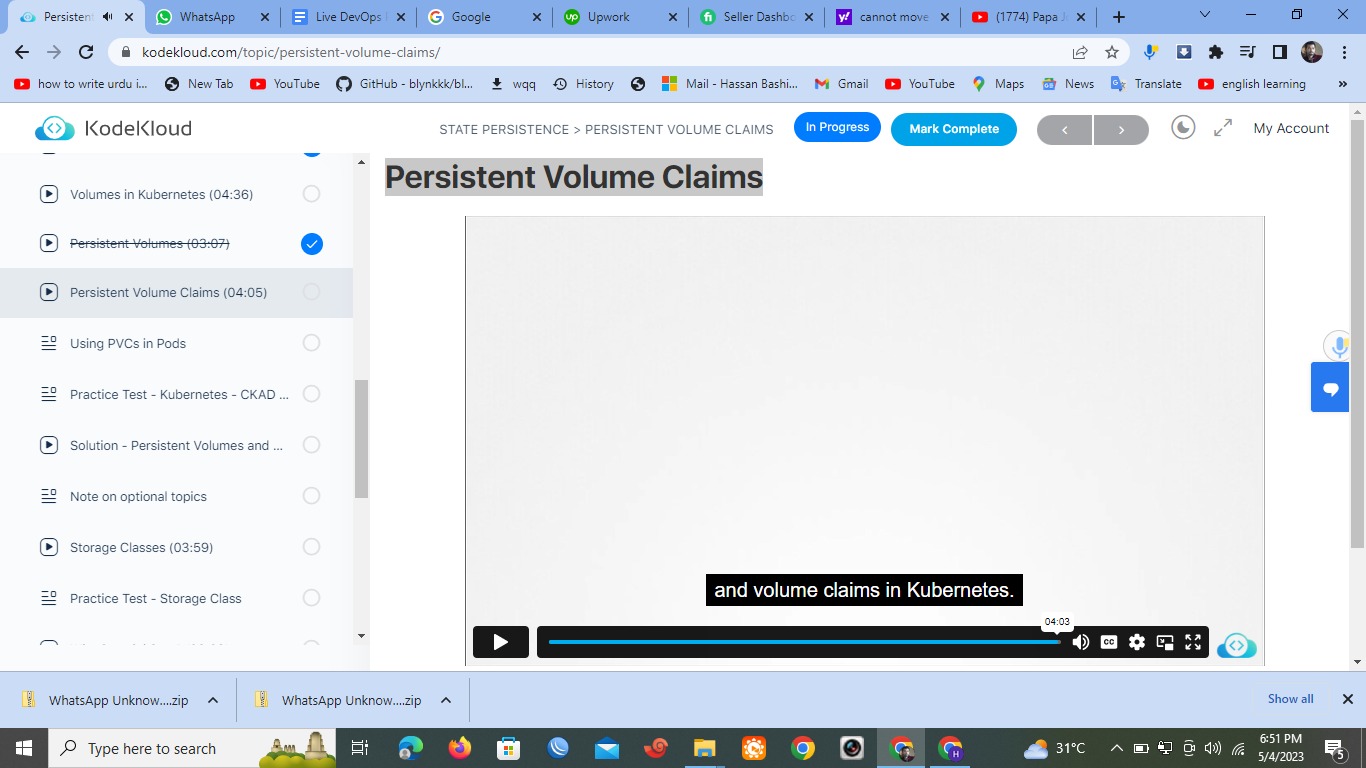 Persistent
WhatsApp
Live DevOps
Google
Upwork
Seller Dashbo
cannot move
(1774) Papa J
kodekloud.com/topic/persistent-volume-claims/
how to write urdu i...
New Tab
YouTube
GitHub - blynkkk/bl...
wqq
History
Mail - Hassan Bashi...
Gmail
YouTube
Maps
News
Translate
english learning
»
KodeKloud
STATE PERSISTENCE > PERSISTENT VOLUME CLAIMS
In Progress
Mark Complete
<
>
My Account
Volumes in Kubernetes (04:36)
Persistent Volumes (03:07)
Persistent Volume Claims (04:05)
Using PVCs in Pods
Practice Test - Kubernetes - CKAD ...
Solution - Persistent Volumes and ...
Note on optional topics
Storage Classes (03:59)
Practice Test - Storage Class
Persistent Volume Claims
and volume claims in Kubernetes.
04:03
CC
WhatsApp Unknow....zip
WhatsApp Unknow....zip
Show all
Type here to search
31°C
6:51 PM
5/4/2023
5